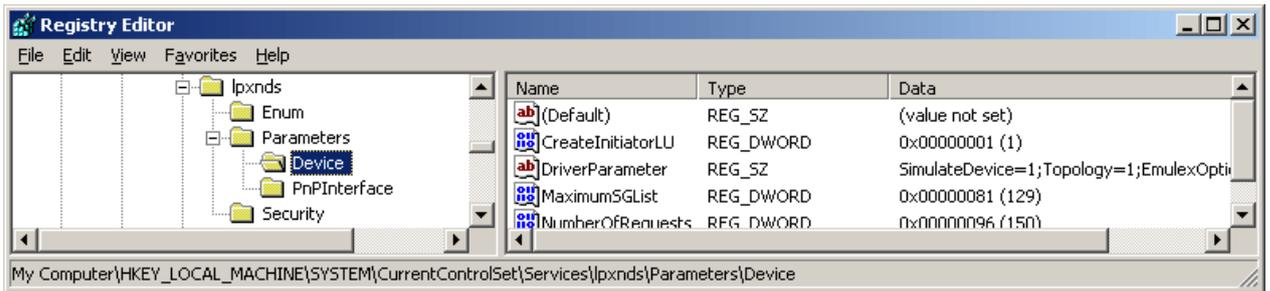 Registry Editor
File Edit View Favorites Help
lpxnds
Enum
Parameters
Device
PnPInterface
Security
Name Type Data
(Default) REG_SZ (value not set)
CreateInitiatorLU REG_DWORD 0x00000001 (1)
DriverParameter REG_SZ SimulateDevice=1;Topology=1;EmulexOptio
MaximumSGList REG_DWORD 0x00000081 (129)
NumberOfRequests REG_DWORD 0x00000096 (150)
My Computer\HKEY_LOCAL_MACHINE\SYSTEM\CurrentControlSet\Services\lpxnds\Parameters\Device